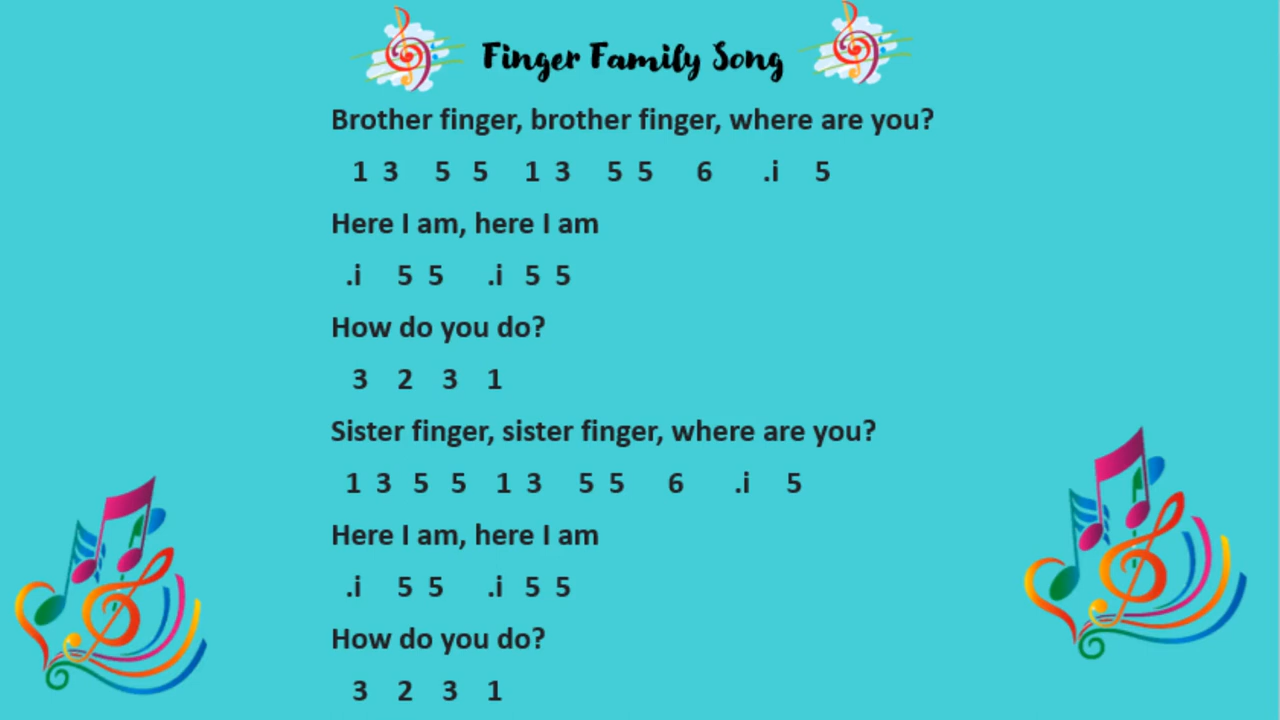 Finger Family Song
Brother finger, brother finger, where are you?
1 3 5 5 1 3 5 5 6 .i 5
Here I am, here I am
.i 5 5 .i 5 5
How do you do?
3 2 3 1
Sister finger, sister finger, where are you?
1 3 5 5 1 3 5 5 6 .i 5
Here I am, here I am
.i 5 5 .i 5 5
How do you do?
3 2 3 1